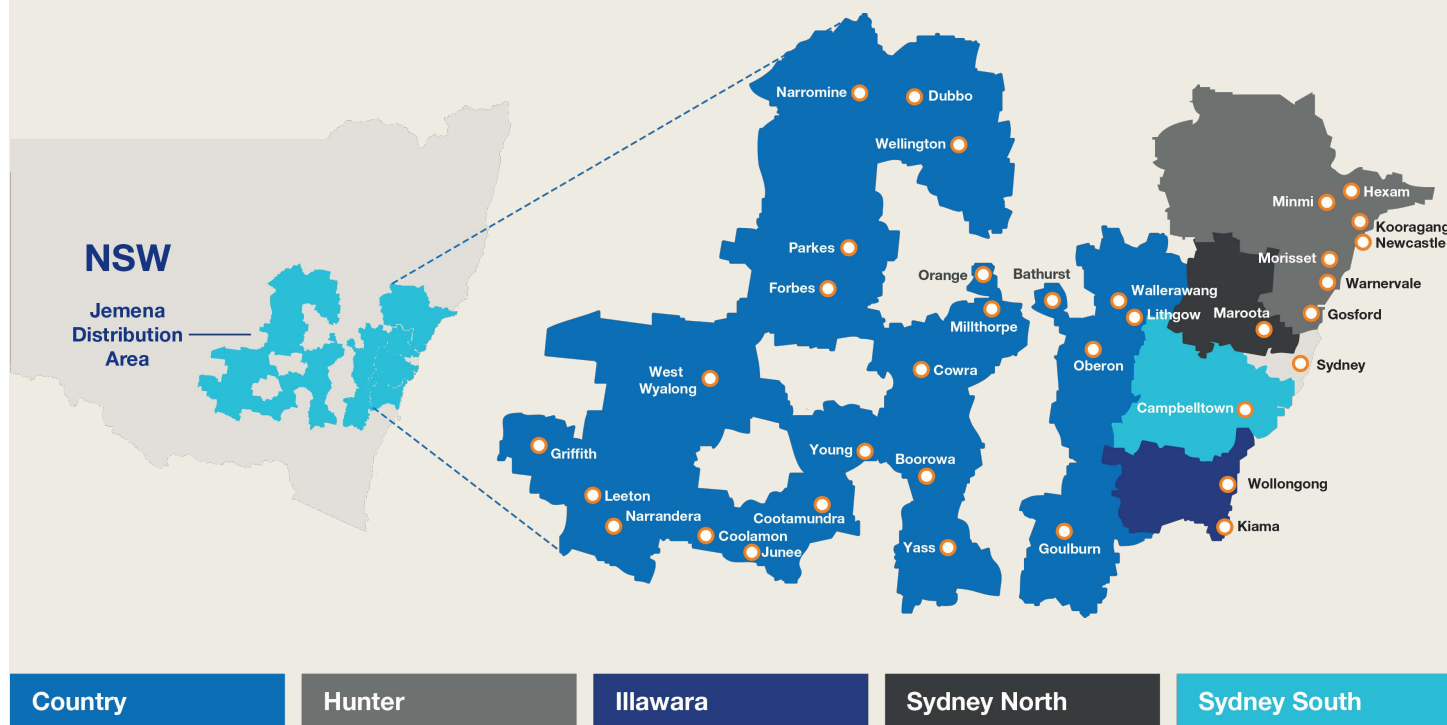 NSW
Jemena
Distribution
Area
Narromine
Dubbo
Wellington
Parkes
Forbes
Orange
Bathurst
Millthorpe
Wallerawang
Lithgow
West
Wyalong
Cowra
Oberon
Griffith
Young
Boorowa
Leeton
Narrandera
Cootamundra
Coolamon
Junee
Yass
Goulburn
Hexam
Minmi
Kooragang
Newcastle
Morisset
Warnervale
Maroota
Gosford
Sydney
Campbelltown
Wollongong
Kiama
Country
Hunter
Illawara
Sydney North
Sydney South